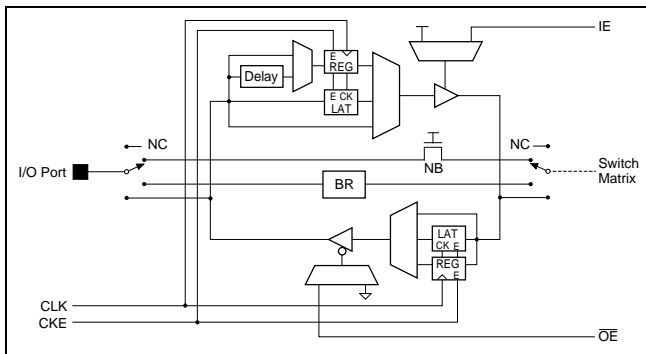 IE
E
REG
Delay
E CK
LAT
NC
NC
I/O Port
NB
Switch
Matrix
BR
LAT
CK E
REG
E
CLK
CKE
OE